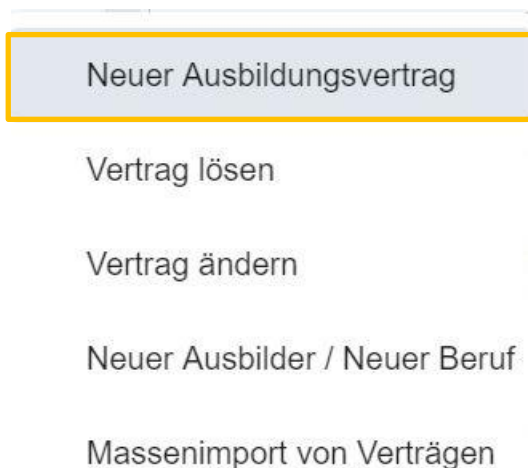 Neuer Ausbildungsvertrag
Vertrag lösen
Vertrag ändern
Neuer Ausbilder / Neuer Beruf
Massenimport von Verträgen